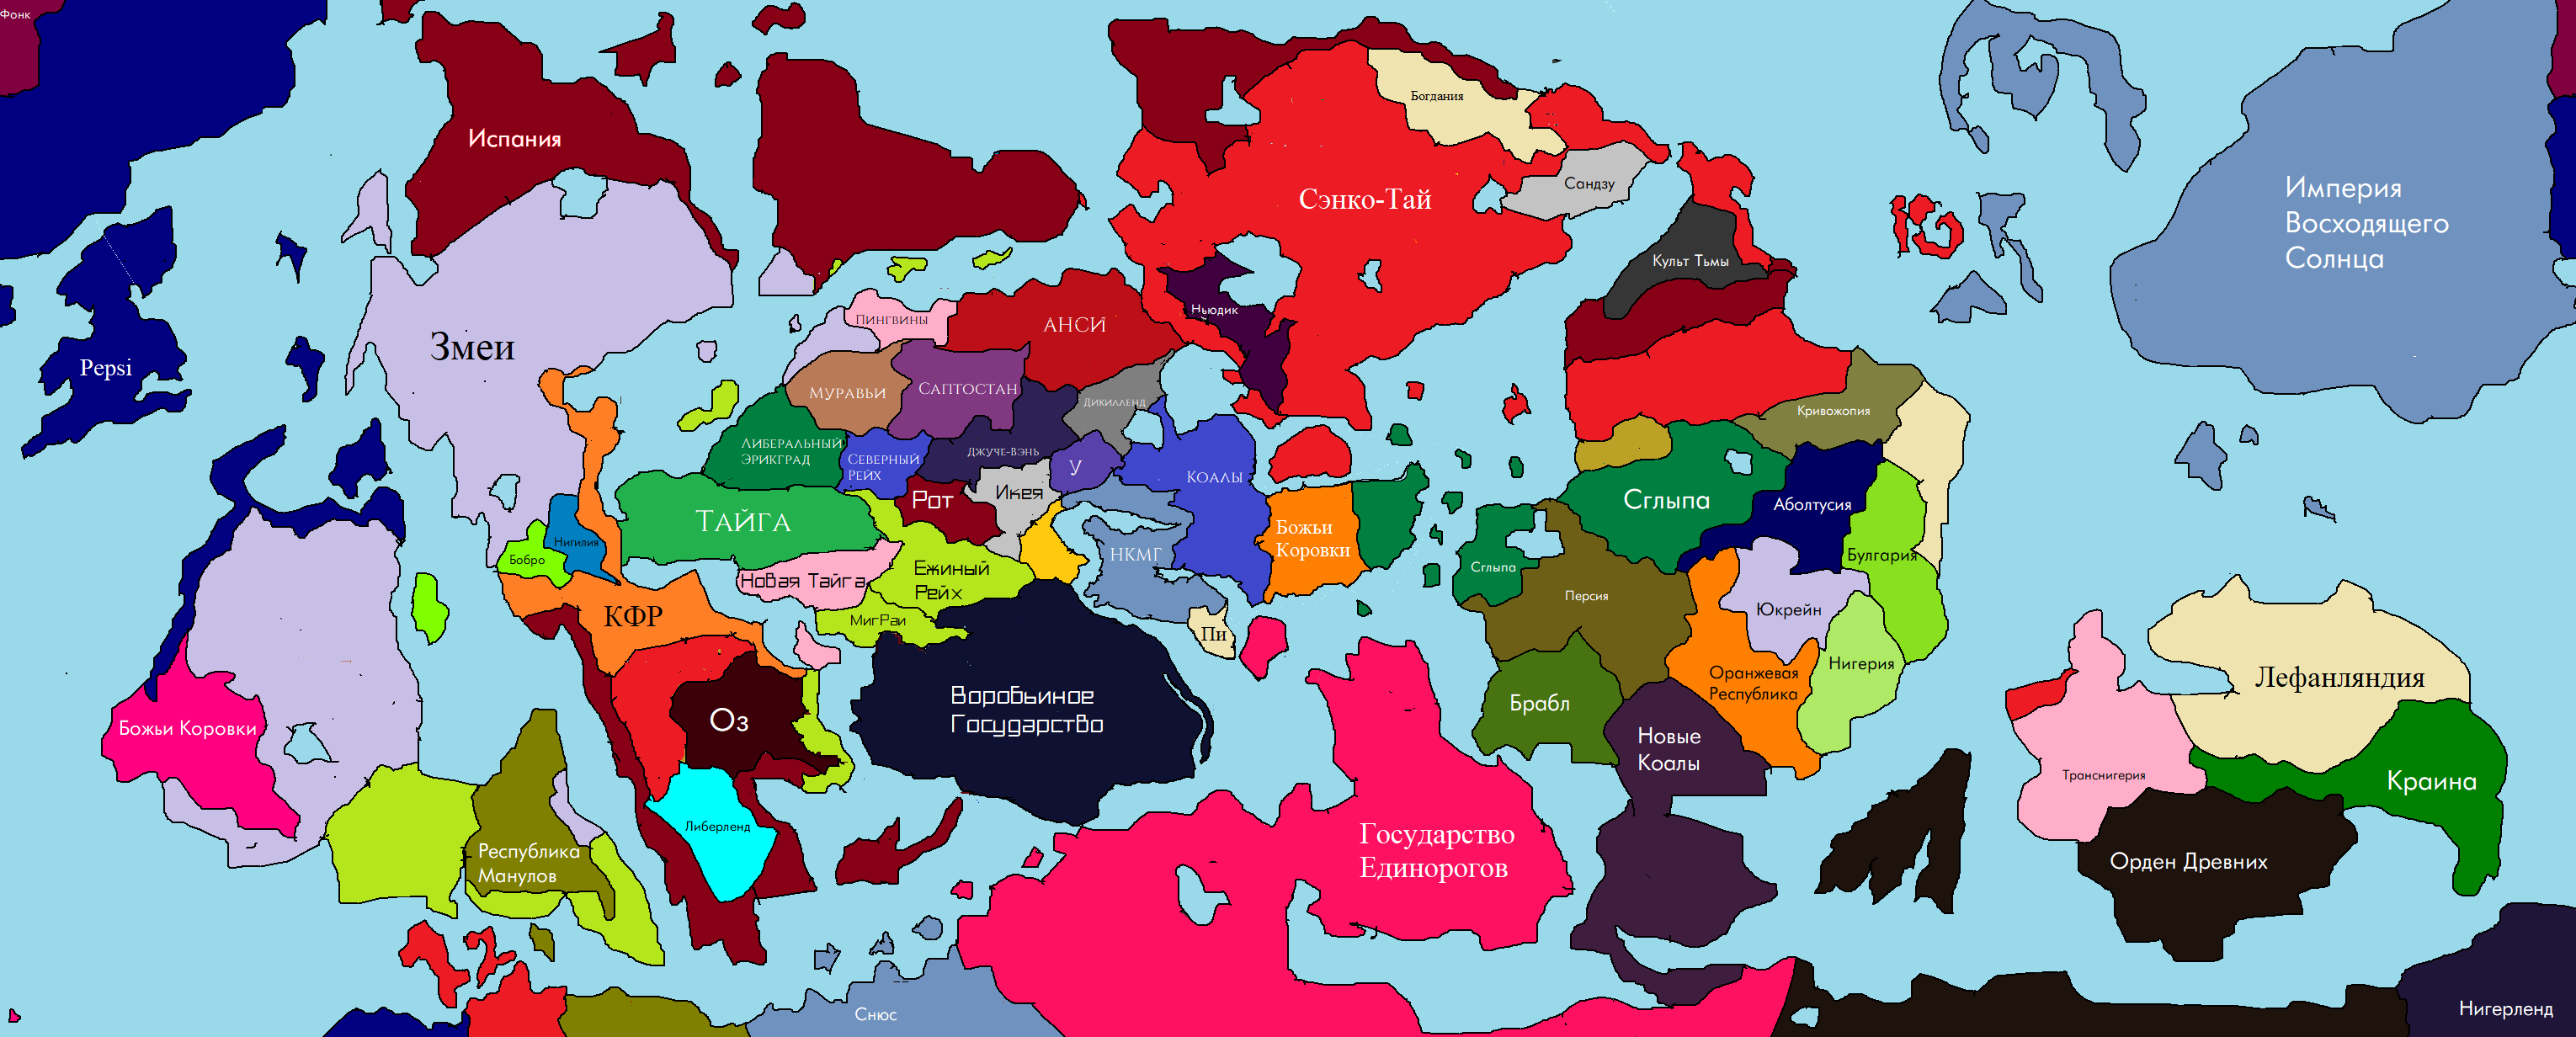 Фонк
Испания
Богдания
Сэнко-Тай
Сандзу
Империя
Восходящего
Солнца
Культ Тьмы
Ньюдик
Пингвины
АНСИ
Змеи
Pepsi
Муравьи
Саптостан
Дикилленд
Кривожопия
Либеральный
Эрикград
Северный
Рейх
Джуче-Вэнь
У
Коалы
Икея
Рот
Тайга
Сглыпа
Аболтусия
Божьи
Коровки
Нигилия
Бобро
НКМГ
Булгария
Сглыпа
Ежиный
Рейх
Новая Тайга
Персия
Юкрейн
КФР
МигРаи
Пи
Нигерия
Оранжевая
Республика
Лефанляндия
Воробьиное
Государство
Брабл
Оз
Божьи Коровки
Новые
Коалы
Транснигерия
Краина
Либерленд
Государство
Единорогов
Республика
Манулов
Орден Древних
Снюс
Нигерленд